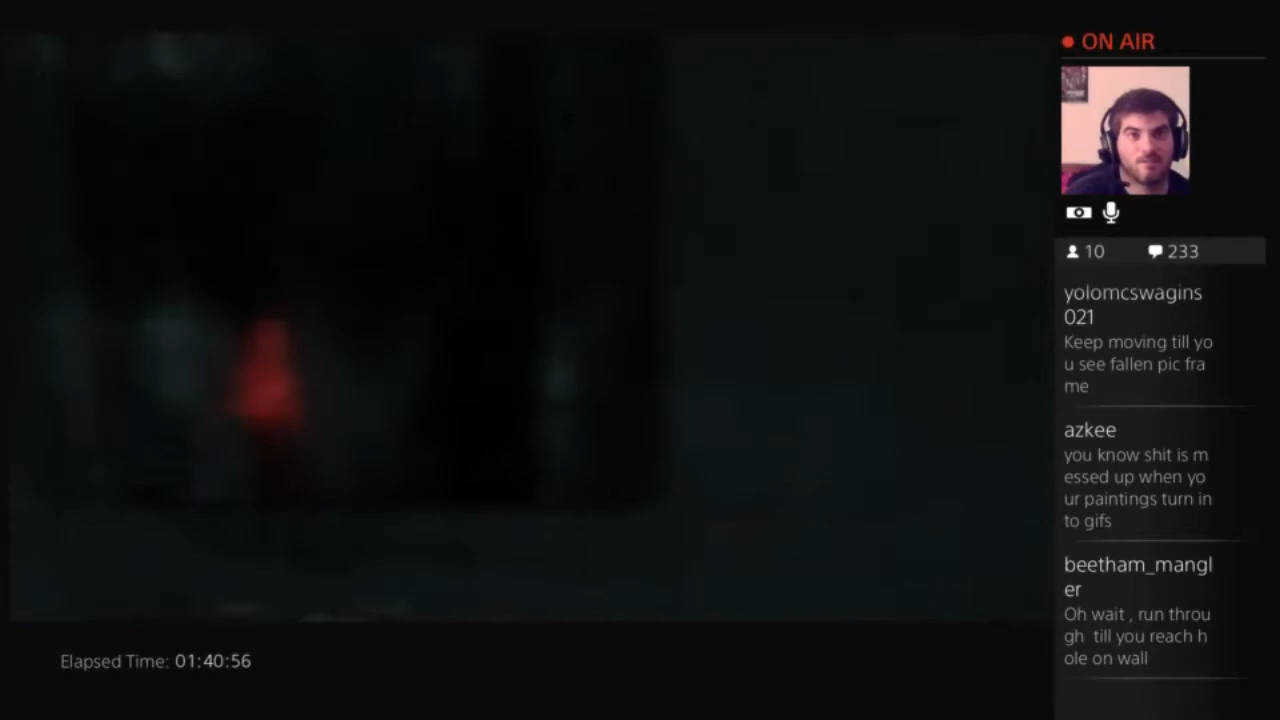 ON AIR
10 233
yolomcswagins
021
Keep moving till yo
u see fallen pic fra
me
azkee
you know shit is m
essed up when yo
ur paintings turn in
to gifs
beetham_mangl
er
Oh wait , run throu
gh till you reach h
ole on wall
Elapsed Time: 01:40:56